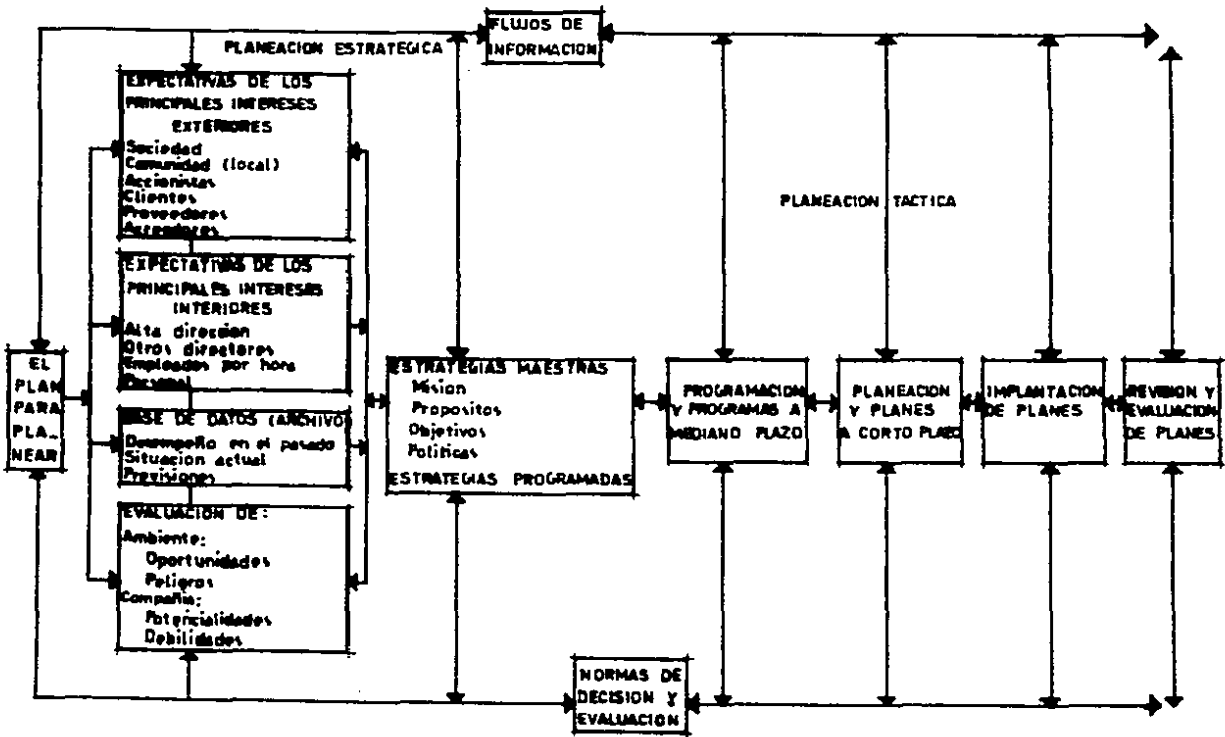 FLUJOS DE
INFORMACION
PLANEACION ESTRATEGICA
EXPECTATIVAS DE LOS
PRINCIPALES INTERESES
EXTERIORES
Sociedad
Comunidad (local)
Accionistas
Clientes
Proveedores
Acreedores
EXPECTATIVAS DE LOS
PRINCIPALES INTERESES
INTERIORES
Alta direccion
Otros directores
Empleados por hora
Personal
BASE DE DATOS (ARCHIVO)
Desempeño en el pasado
Situacion actual
Previsiones
EVALUACION DE:
Ambiente:
Oportunidades
Peligros
Compañia:
Potencialidades
Debilidades
EL
PLAN
PARA
PLA-
NEAR
ESTRATEGIAS MAESTRAS
Mision
Propositos
Objetivos
Politicas
ESTRATEGIAS PROGRAMADAS
PLANEACION TACTICA
PROGRAMACION
Y PROGRAMAS A
MEDIANO PLAZO
PLANEACION
Y PLANES
A CORTO PLAZO
IMPLANTACION
DE PLANES
REVISION Y
EVALUACION
DE PLANES
NORMAS DE
DECISION Y
EVALUACION